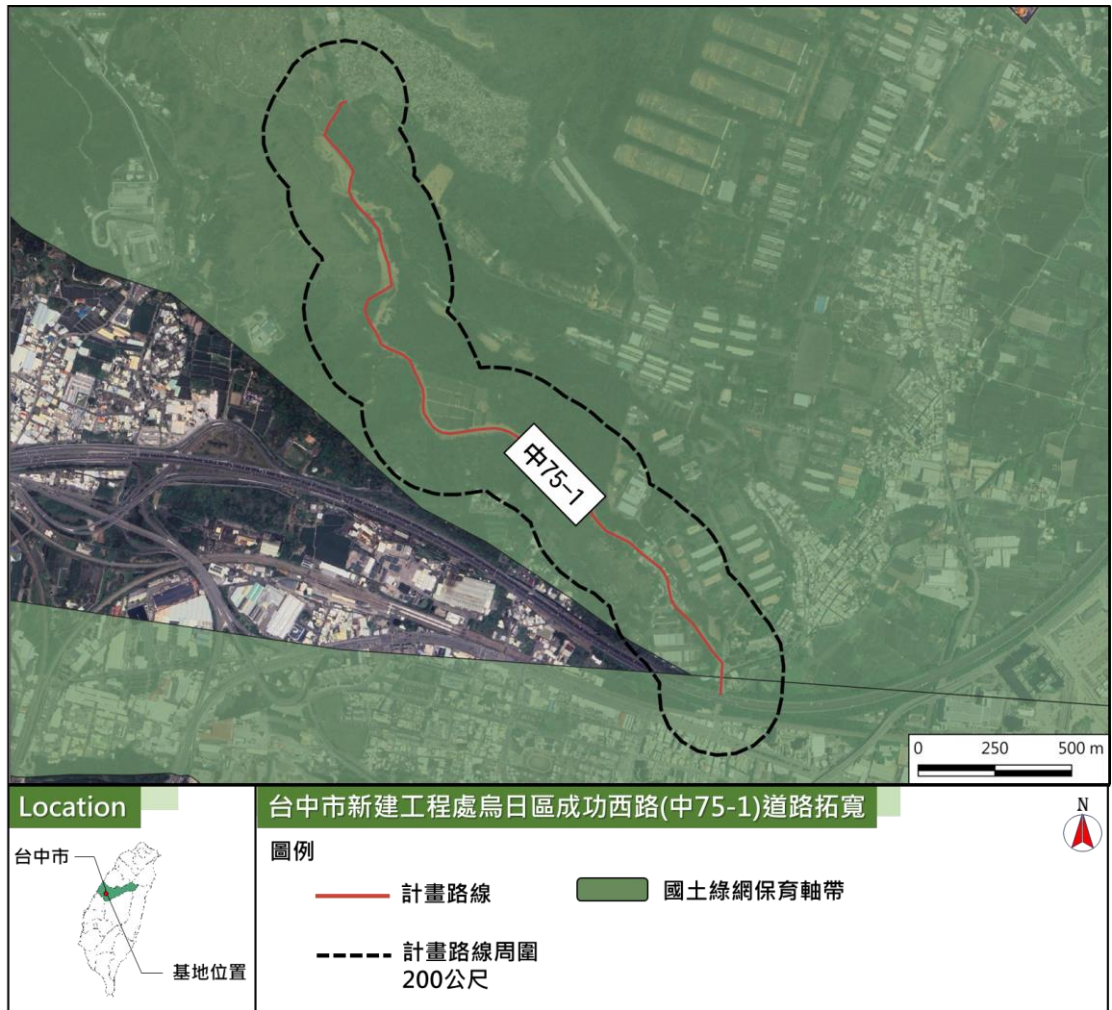 中75-1
0 250 500 m
Location
台中市
基地位置
台中市新建工程處烏日區成功西路(中75-1)道路拓寬
N
圖例
計畫路線
國土綠網保育軸帶
計畫路線周圍
200公尺